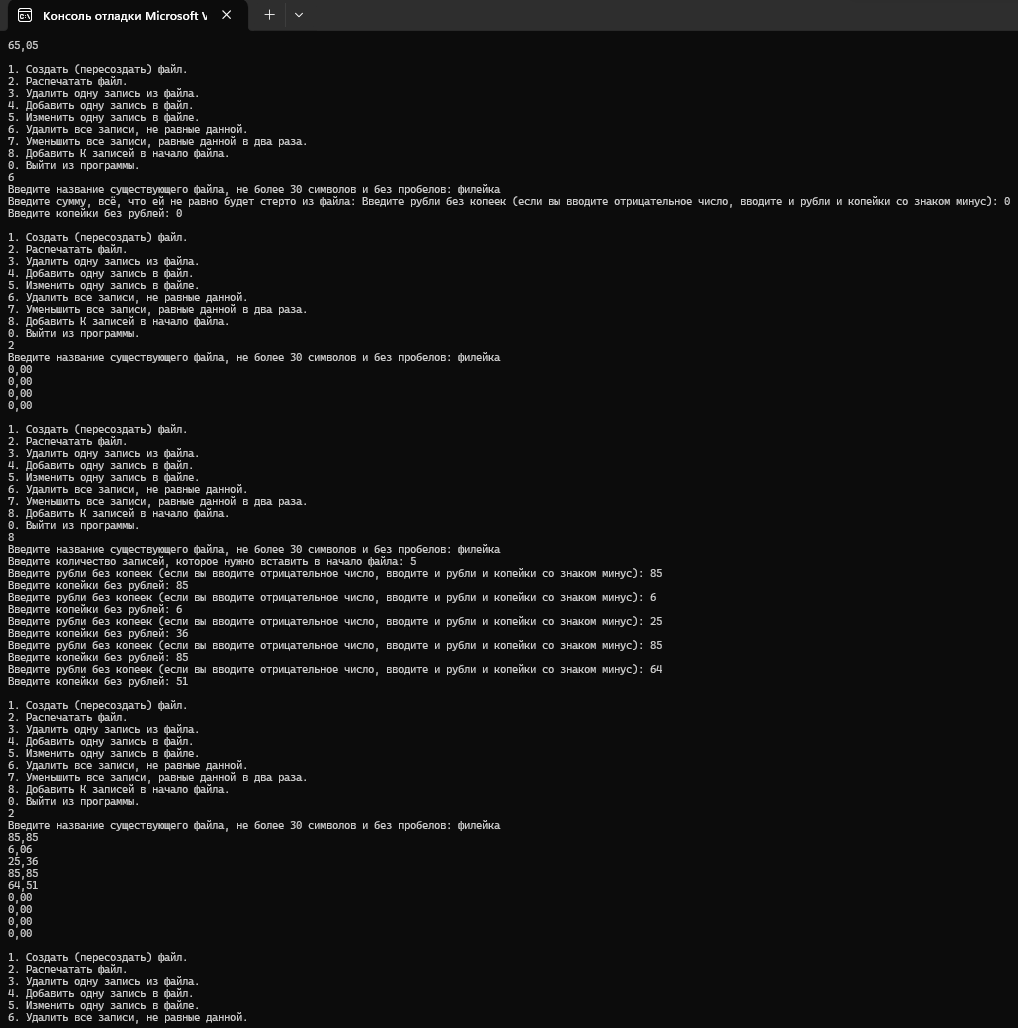 Консоль отладки Microsoft V
65,05
1. Создать (пересоздать) файл.
2. Распечатать файл.
3. Удалить одну запись из файла.
4. Добавить одну запись в файл.
5. Изменить одну запись в файле.
6. Удалить все записи, не равные данной.
7. Уменьшить все записи, равные данной в два раза.
8. Добавить К записей в начало файла.
0. Выйти из программы.
6
Введите название существующего файла, не более 30 символов и без пробелов: филейка
Введите сумму, всё, что ей не равно будет стерто из файла: Введите рубли без копеек (если вы вводите отрицательное число, вводите и рубли и копейки со знаком минус): 0
Введите копейки без рублей: 0
1. Создать (пересоздать) файл.
2. Распечатать файл.
3. Удалить одну запись из файла.
4. Добавить одну запись в файл.
5. Изменить одну запись в файле.
6. Удалить все записи, не равные данной.
7. Уменьшить все записи, равные данной в два раза.
8. Добавить К записей в начало файла.
0. Выйти из программы.
2
Введите название существующего файла, не более 30 символов и без пробелов: филейка
0,00
0,00
0,00
0,00
1. Создать (пересоздать) файл.
2. Распечатать файл.
3. Удалить одну запись из файла.
4. Добавить одну запись в файл.
5. Изменить одну запись в файле.
6. Удалить все записи, не равные данной.
7. Уменьшить все записи, равные данной в два раза.
8. Добавить К записей в начало файла.
0. Выйти из программы.
8
Введите название существующего файла, не более 30 символов и без пробелов: филейка
Введите количество записей, которое нужно вставить в начало файла: 5
Введите рубли без копеек (если вы вводите отрицательное число, вводите и рубли и копейки со знаком минус): 85
Введите копейки без рублей: 85
Введите рубли без копеек (если вы вводите отрицательное число, вводите и рубли и копейки со знаком минус): 6
Введите копейки без рублей: 6
Введите рубли без копеек (если вы вводите отрицательное число, вводите и рубли и копейки со знаком минус): 25
Введите копейки без рублей: 36
Введите рубли без копеек (если вы вводите отрицательное число, вводите и рубли и копейки со знаком минус): 85
Введите копейки без рублей: 85
Введите рубли без копеек (если вы вводите отрицательное число, вводите и рубли и копейки со знаком минус): 64
Введите копейки без рублей: 51
1. Создать (пересоздать) файл.
2. Распечатать файл.
3. Удалить одну запись из файла.
4. Добавить одну запись в файл.
5. Изменить одну запись в файле.
6. Удалить все записи, не равные данной.
7. Уменьшить все записи, равные данной в два раза.
8. Добавить К записей в начало файла.
0. Выйти из программы.
2
Введите название существующего файла, не более 30 символов и без пробелов: филейка
85,85
6,06
25,36
85,85
64,51
0,00
0,00
0,00
0,00
1. Создать (пересоздать) файл.
2. Распечатать файл.
3. Удалить одну запись из файла.
4. Добавить одну запись в файл.
5. Изменить одну запись в файле.
6. Удалить все записи, не равные данной.